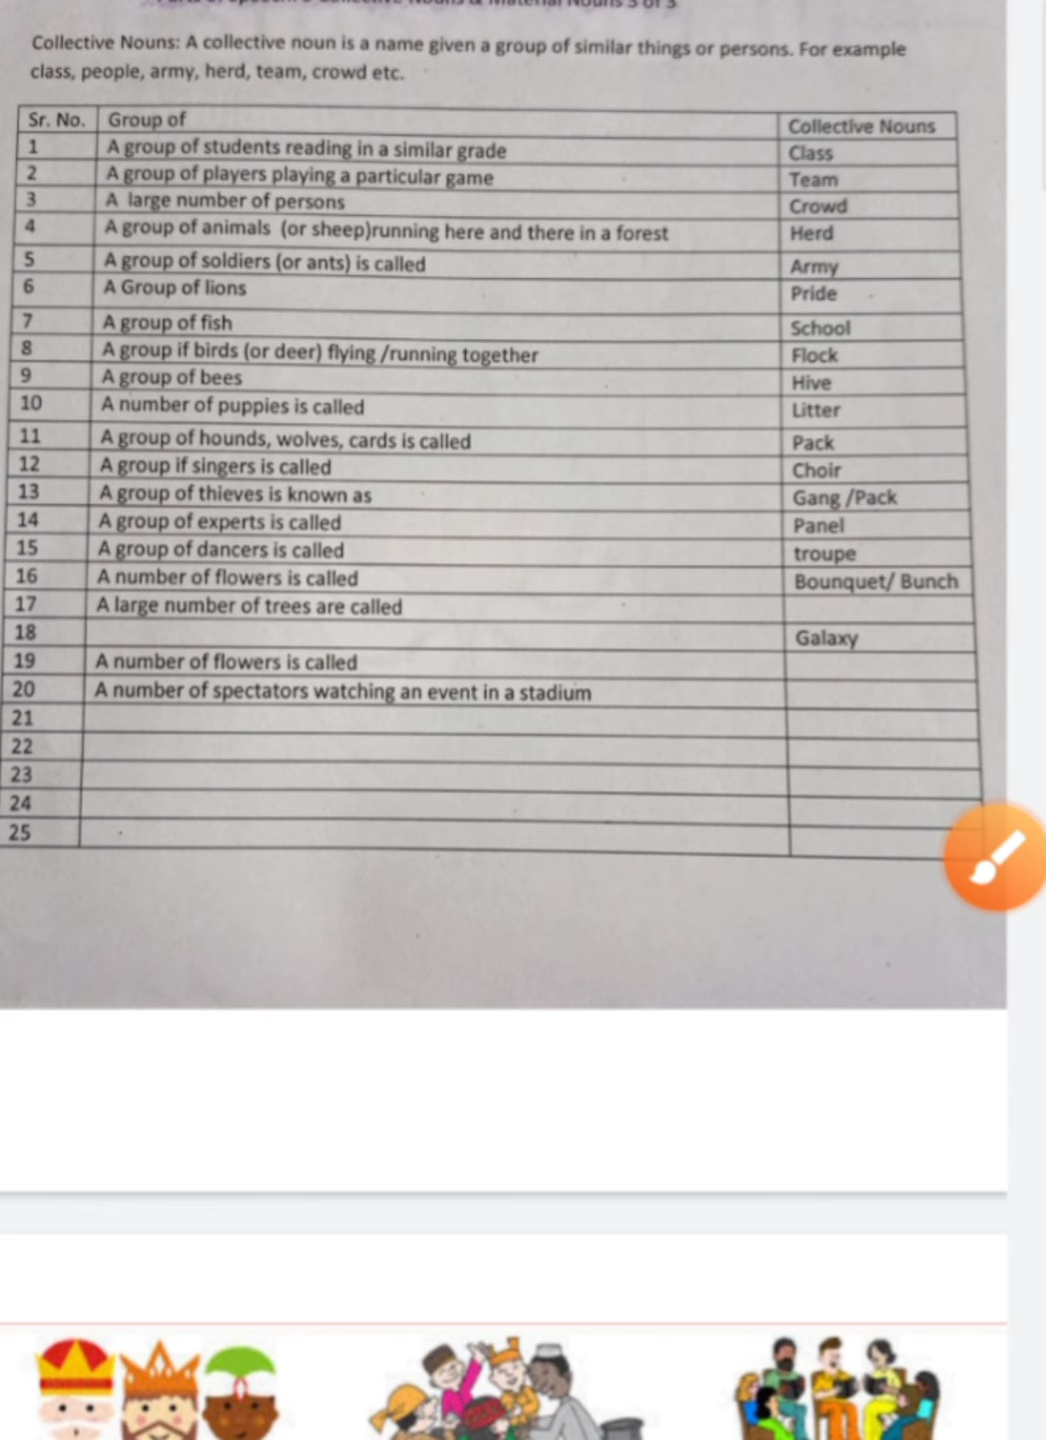 Collective Nouns: A collective noun is a name given a group of similar things or persons. For example
class, people, army, herd, team, crowd etc.
Sr. No. Group of Collective Nouns
1 A group of students reading in a similar grade Class
2 A group of players playing a particular game Team
3 A large number of persons Crowd
4 A group of animals (or sheep)running here and there in a forest Herd
5 A group of soldiers (or ants) is called Army
6 A Group of lions Pride
7 A group of fish School
8 A group if birds (or deer) flying /running together Flock
9 A group of bees Hive
10 A number of puppies is called Litter
11 A group of hounds, wolves, cards is called Pack
12 A group if singers is called Choir
13 A group of thieves is known as Gang /Pack
14 A group of experts is called Panel
15 A group of dancers is called troupe
16 A number of flowers is called Bounquet/ Bunch
17 A large number of trees are called
18 Galaxy
19 A number of flowers is called
20 A number of spectators watching an event in a stadium
21
22
23
24
25